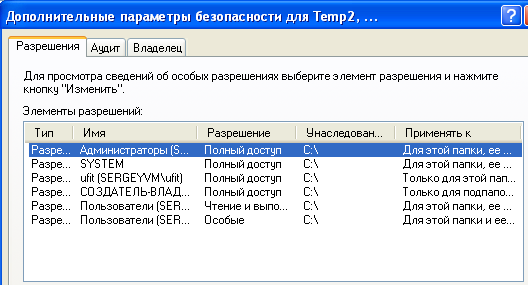 Дополнительные параметры безопасности для Temp2, ...
Разрешения Аудит Владелец
Для просмотра сведений об особых разрешениях выберите элемент разрешения и нажмите
кнопку "Изменить".
Элементы разрешений:
Тип Имя Разрешение Унаследован... Применять к
Разре... Администраторы (S... Полный доступ C:\ Для этой папки, ее ...
Разре... SYSTEM Полный доступ C:\ Для этой папки, ее ...
Разре... ufit (SERGEYVM\ufit) Полный доступ C:\ Только для этой пап...
Разре... СОЗДАТЕЛЬ-ВЛАД... Полный доступ C:\ Только для подпапо...
Разре... Пользователи (SER... Чтение и выпо... C:\ Для этой папки, ее ...
Разре... Пользователи (SER... Особые C:\ Для этой папки и ее...